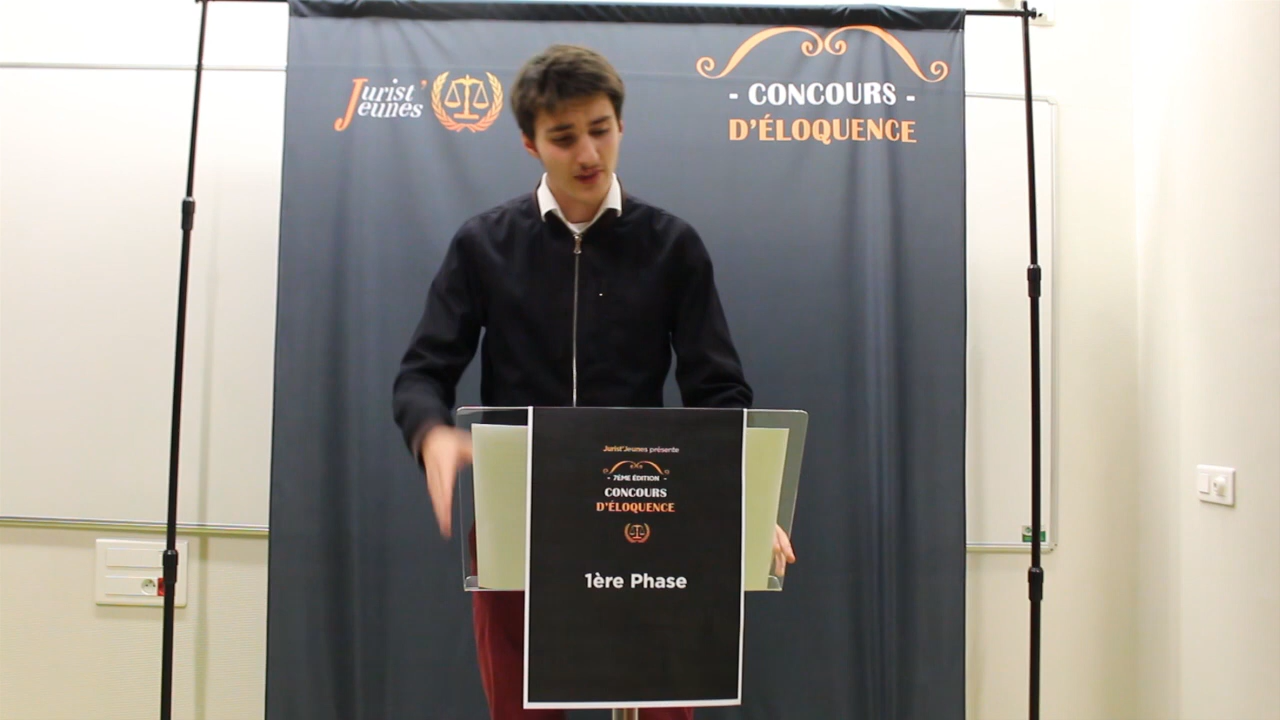 Jurist'
Jeunes
- CONCOURS -
D'ÉLOQUENCE
Jurist'Jeunes présente
- 7ÈME ÉDITION -
CONCOURS
D'ÉLOQUENCE
1ère Phase